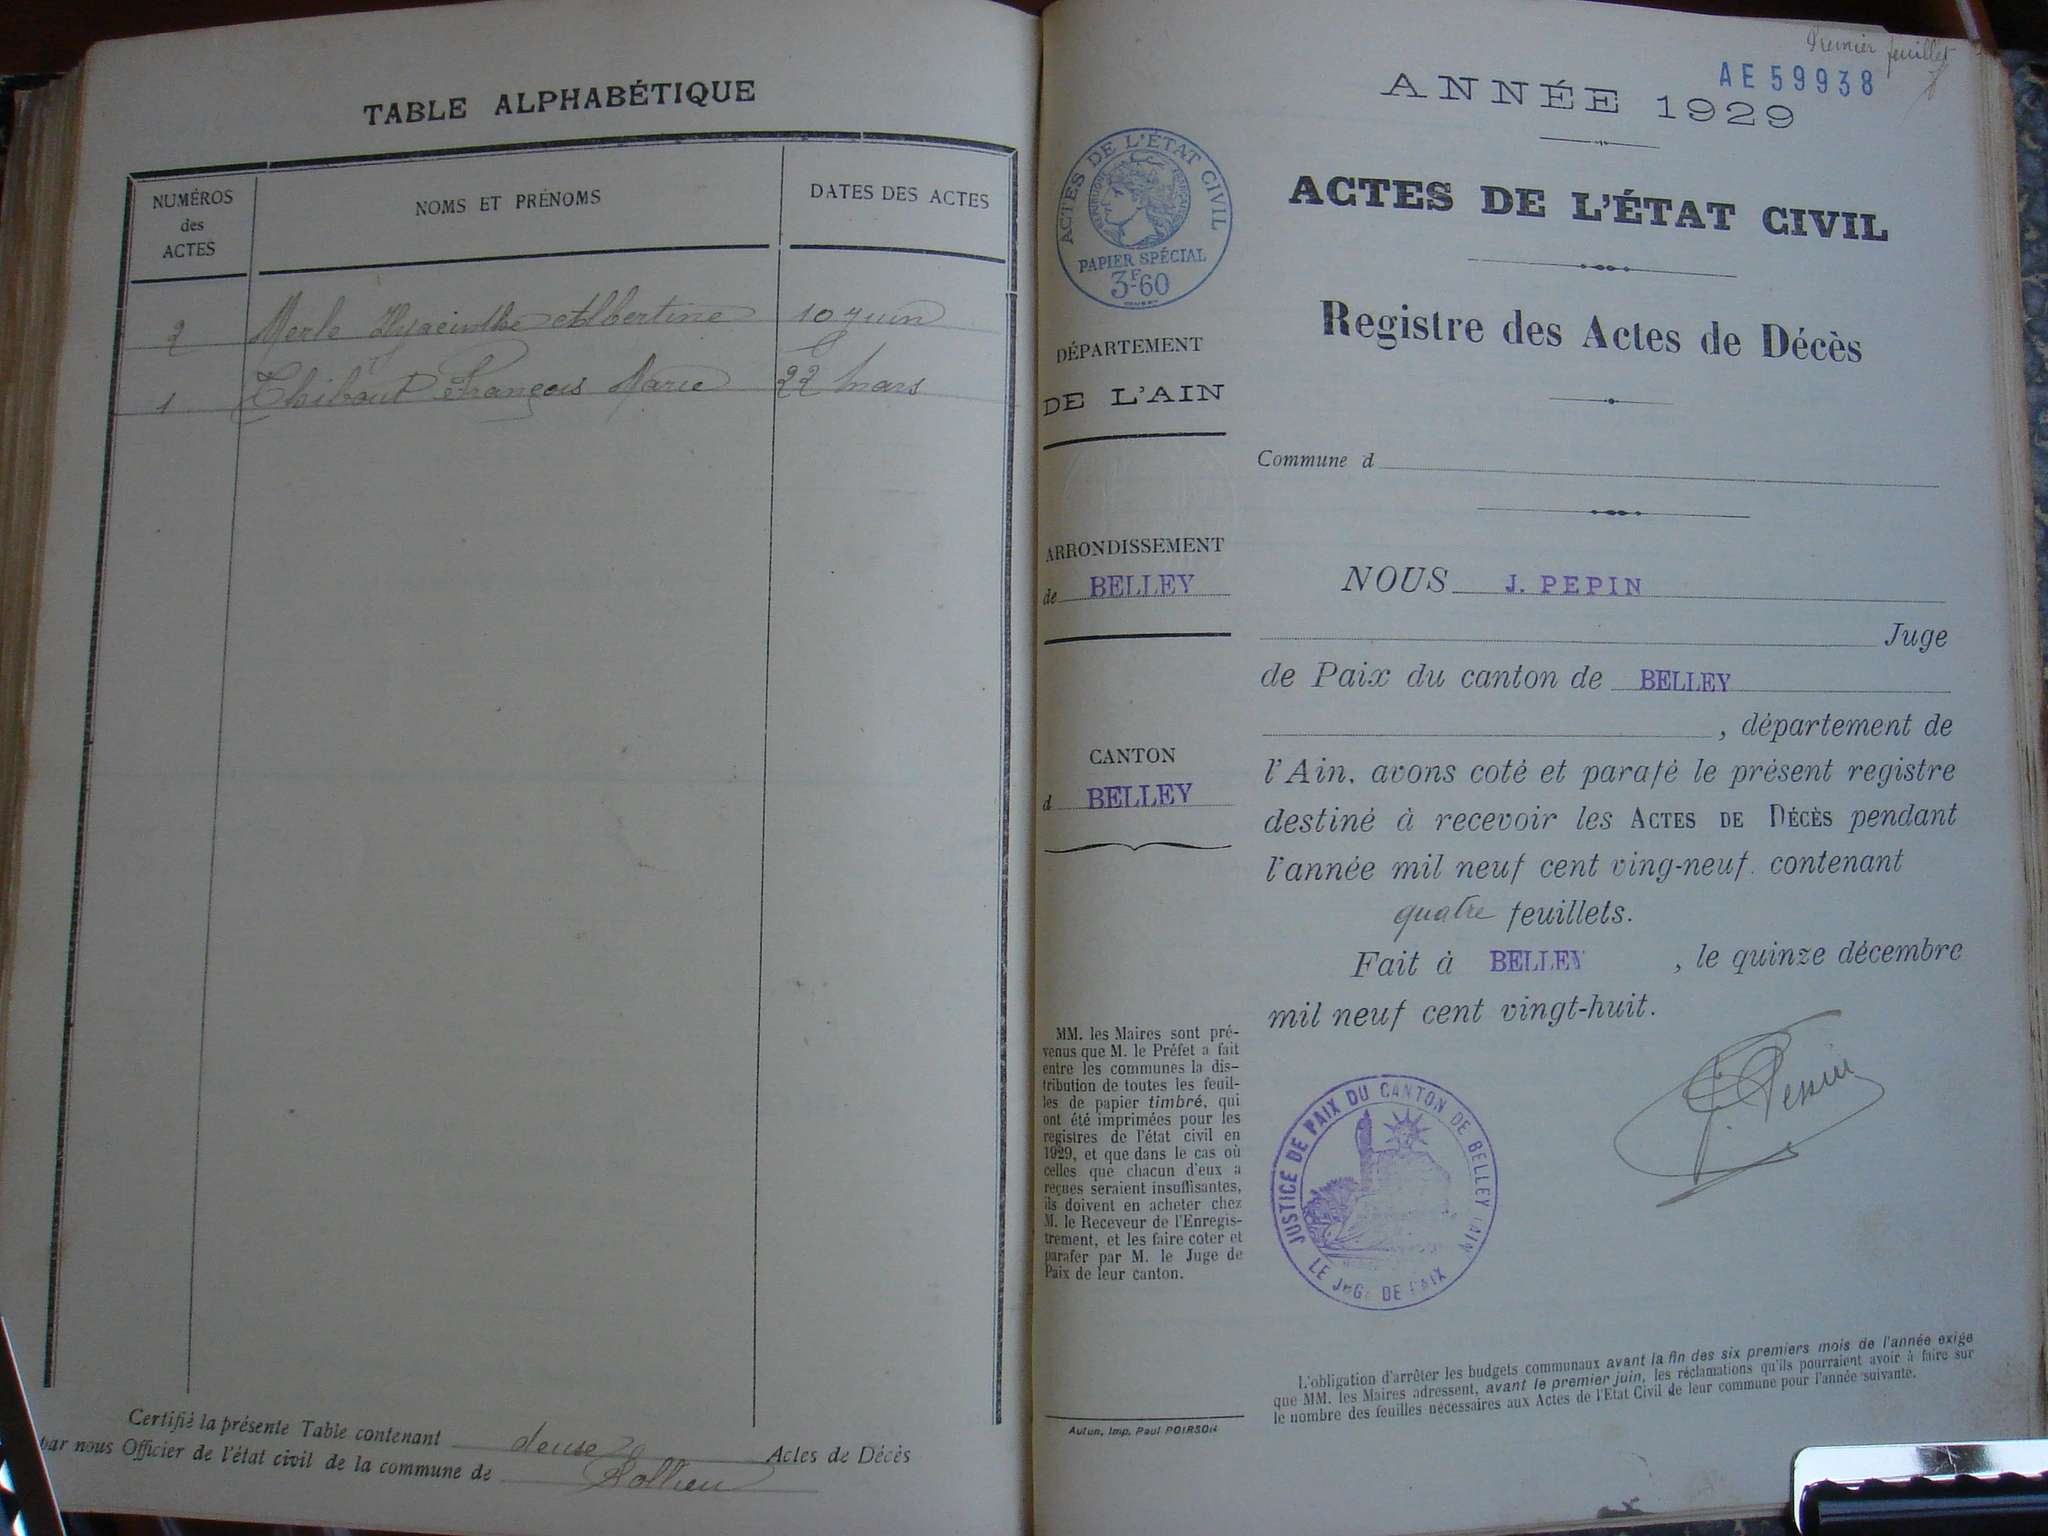 TABLE ALPHABÉTIQUE
NUMÉROS
des
ACTES
NOMS ET PRÉNOMS
DATES DES ACTES
2 Merle Hyacinthe Albertine 10 juin
1 Thibout François Marie 22 mars
Certifié la présente Table contenant deux Actes de Décès
par nous Officier de l'état civil de la commune de Pollieu
Premier feuillet
AE 59938
ANNÉE 1929
ACTES DE L'ÉTAT CIVIL
RÉPUBLIQUE FRANÇAISE
PAPIER SPÉCIAL
3F60
ACTES DE L'ÉTAT CIVIL
Registre des Actes de Décès
DÉPARTEMENT
DE L'AIN
Commune d
ARRONDISSEMENT
de BELLEY
CANTON
d BELLEY
NOUS J. PEPIN
Juge
de Paix du canton de BELLEY
, département de
l'Ain, avons coté et parafé le présent registre
destiné à recevoir les ACTES DE DÉCÈS pendant
l'année mil neuf cent ving-neuf, contenant
quatre feuillets.
Fait à BELLEY , le quinze décembre
mil neuf cent vingt-huit.
J. Pepin
JUSTICE DE PAIX DU CANTON DE BELLEY (AIN)
LE JUGE DE PAIX
MM. les Maires sont pré-
venus que M. le Préfet a fait
entre les communes la dis-
tribution de toutes les feuil-
les de papier timbré, qui
ont été imprimées pour les
registres de l'état civil en
1929, et que dans le cas où
celles que chacun d'eux a
reçues seraient insuffisantes,
ils doivent en acheter chez
M. le Receveur de l'Enregis-
trement, et les faire coter et
parafer par M. le Juge de
Paix de leur canton.
Autun, Imp. Paul POIRSON
L'obligation d'arrêter les budgets communaux avant la fin des six premiers mois de l'année exige
que MM. les Maires adressent, avant le premier juin, les réclamations qu'ils pourraient avoir à faire sur
le nombre des feuilles nécessaires aux Actes de l'Etat Civil de leur commune pour l'année suivante.